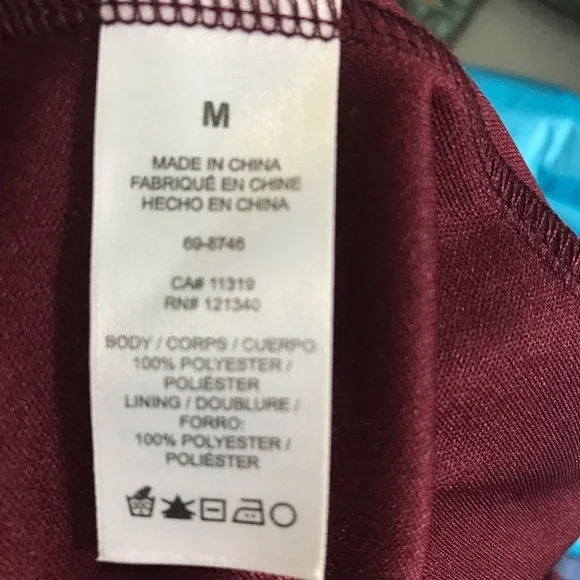 M
MADE IN CHINA
FABRIQUÉ EN CHINE
HECHO EN CHINA
69-8746
CA# 11319
RN# 121340
BODY / CORPS / CUERPO:
100% POLYESTER /
POLIÉSTER
LINING / DOUBLURE /
FORRO:
100% POLYESTER /
POLIÉSTER